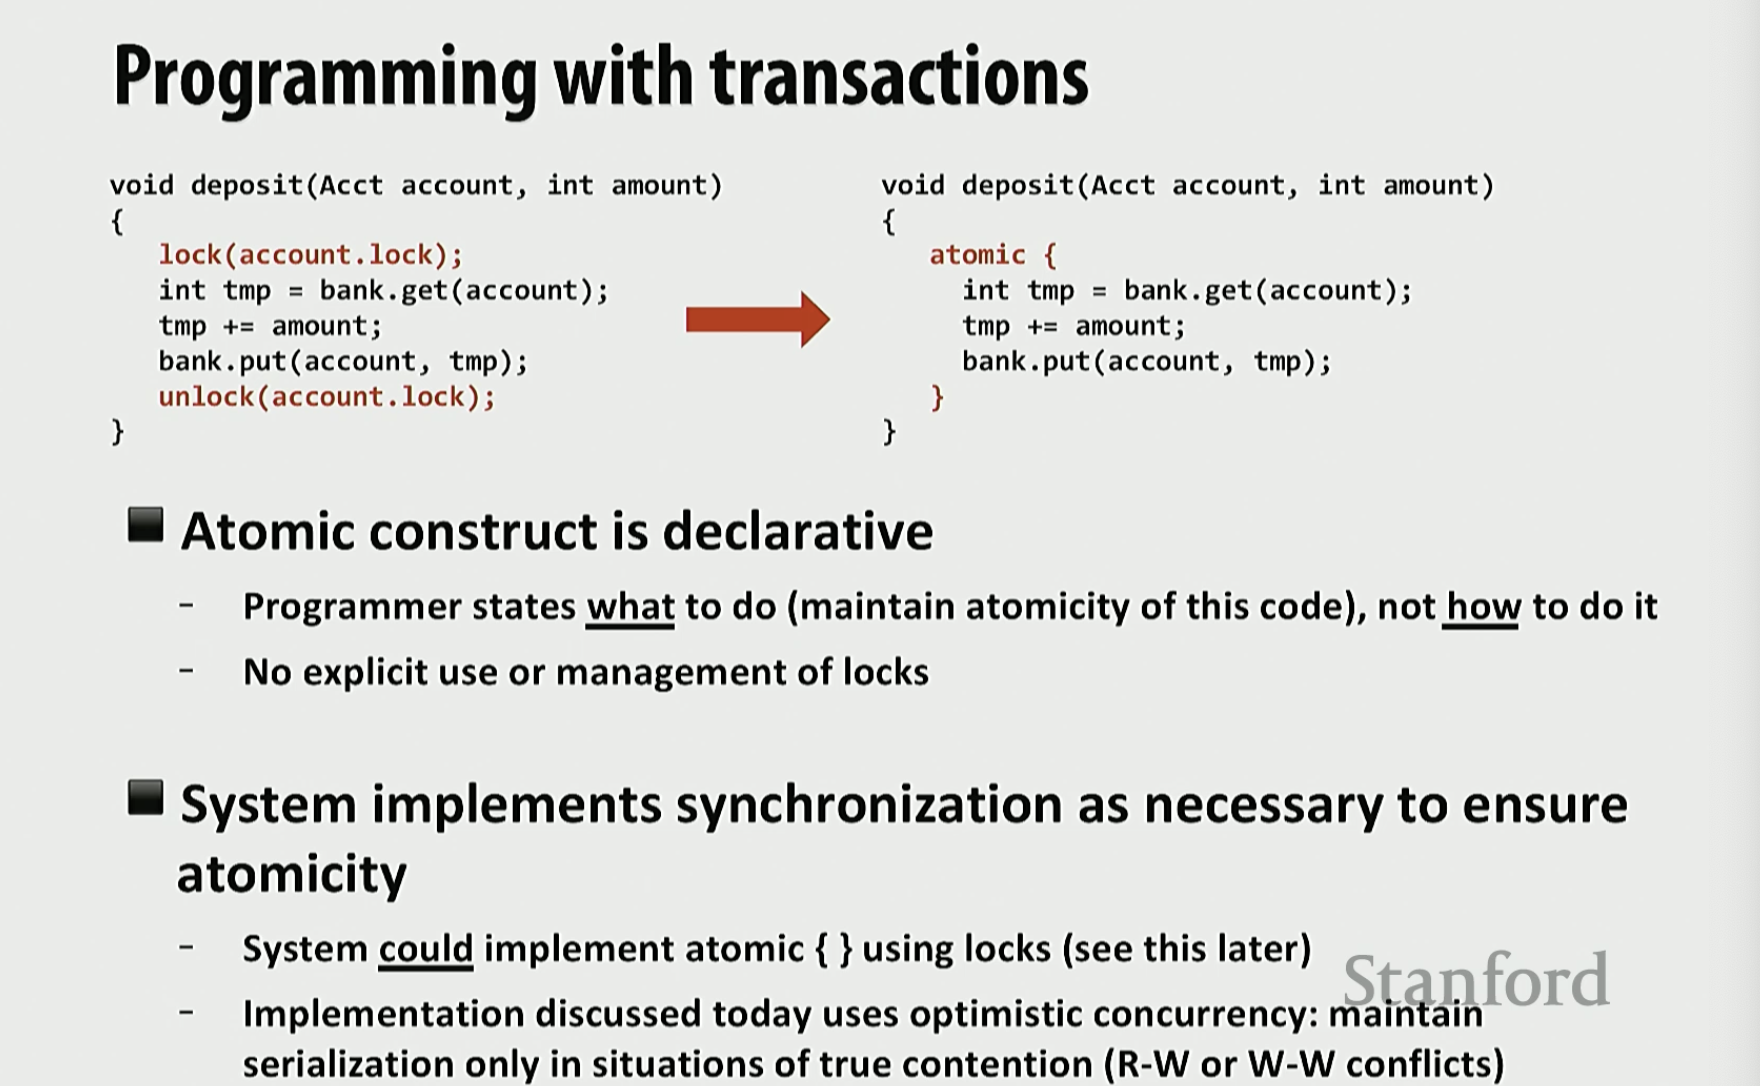 Programming with transactions
void deposit(Acct account, int amount)
{
lock(account.lock);
int tmp = bank.get(account);
tmp += amount;
bank.put(account, tmp);
unlock(account.lock);
}
void deposit(Acct account, int amount)
{
atomic {
int tmp = bank.get(account);
tmp += amount;
bank.put(account, tmp);
}
}
Atomic construct is declarative
- Programmer states what to do (maintain atomicity of this code), not how to do it
- No explicit use or management of locks
System implements synchronization as necessary to ensure
atomicity
- System could implement atomic { } using locks (see this later)
- Implementation discussed today uses optimistic concurrency: maintain
serialization only in situations of true contention (R-W or W-W conflicts)
Stanford